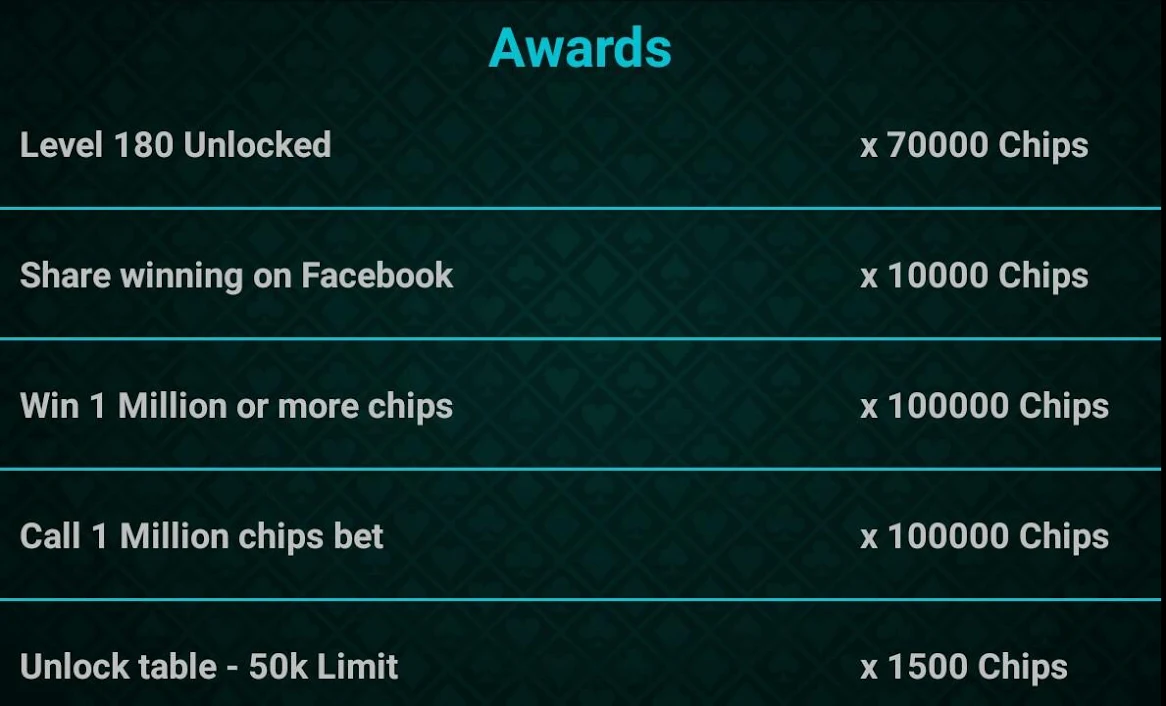 Awards
Level 180 Unlocked x 70000 Chips
Share winning on Facebook x 10000 Chips
Win 1 Million or more chips x 100000 Chips
Call 1 Million chips bet x 100000 Chips
Unlock table - 50k Limit x 1500 Chips